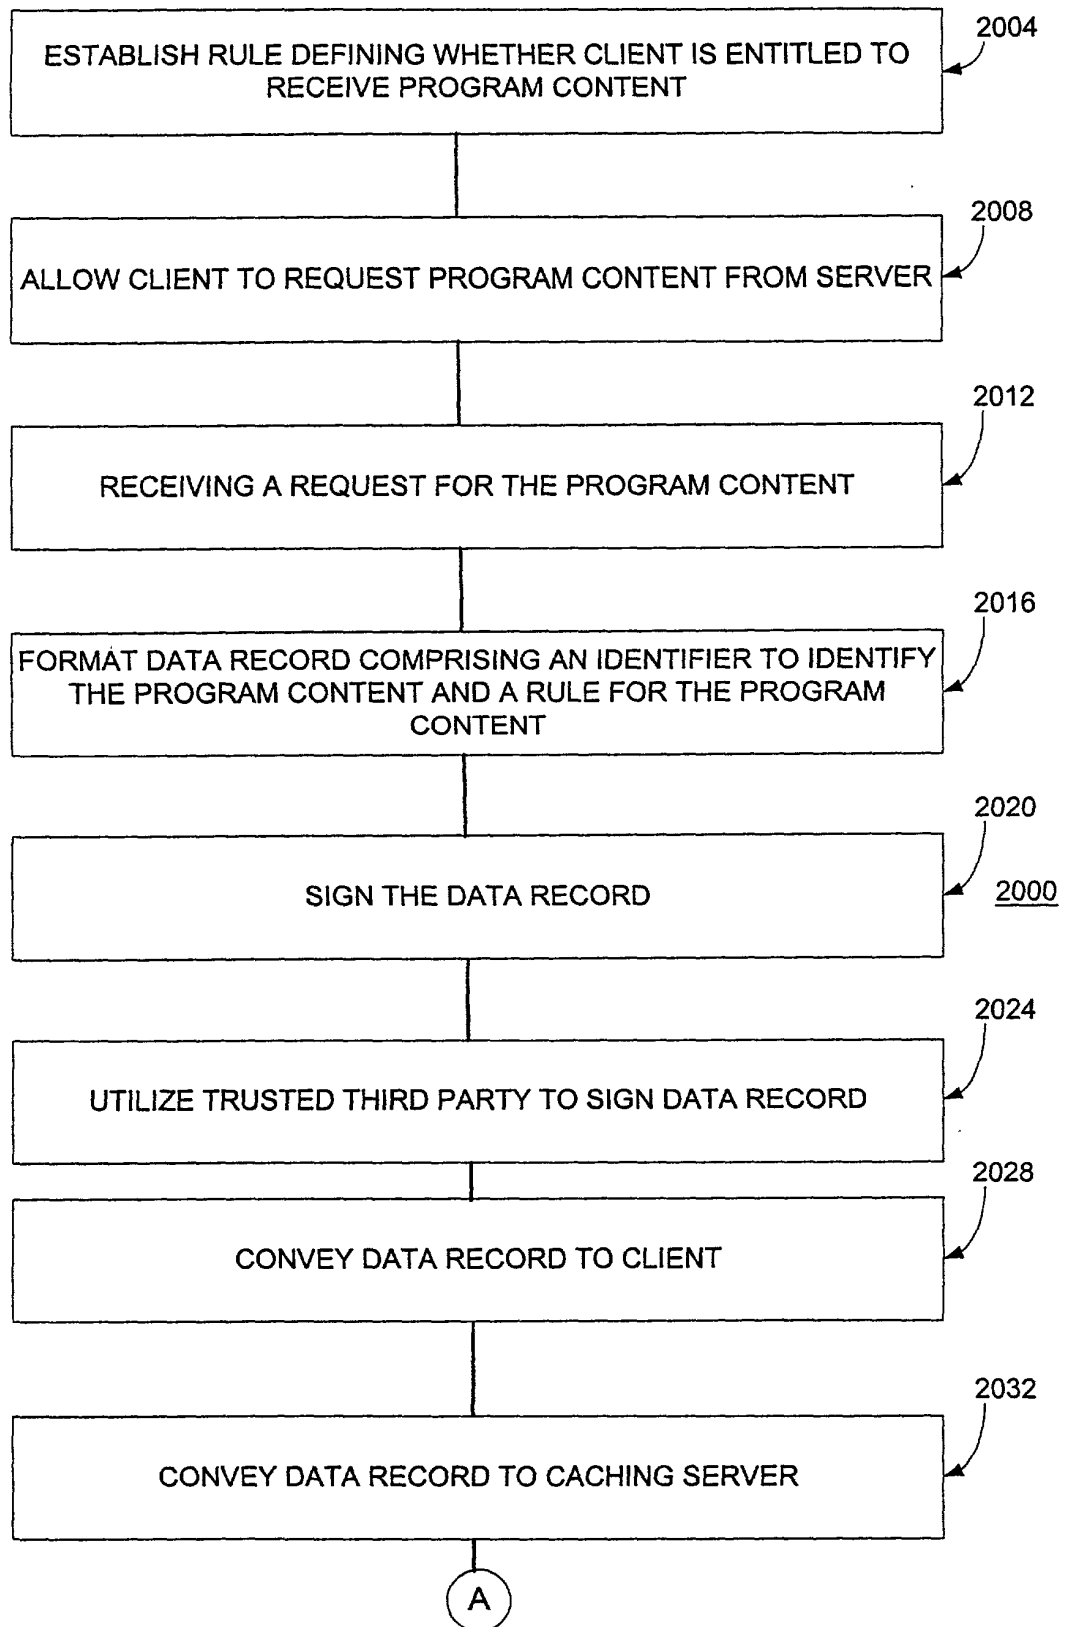 ESTABLISH RULE DEFINING WHETHER CLIENT IS ENTITLED TO
RECEIVE PROGRAM CONTENT
2004
ALLOW CLIENT TO REQUEST PROGRAM CONTENT FROM SERVER
2008
RECEIVING A REQUEST FOR THE PROGRAM CONTENT
2012
FORMAT DATA RECORD COMPRISING AN IDENTIFIER TO IDENTIFY
THE PROGRAM CONTENT AND A RULE FOR THE PROGRAM
CONTENT
2016
SIGN THE DATA RECORD
2020
2000
UTILIZE TRUSTED THIRD PARTY TO SIGN DATA RECORD
2024
CONVEY DATA RECORD TO CLIENT
2028
CONVEY DATA RECORD TO CACHING SERVER
2032
A